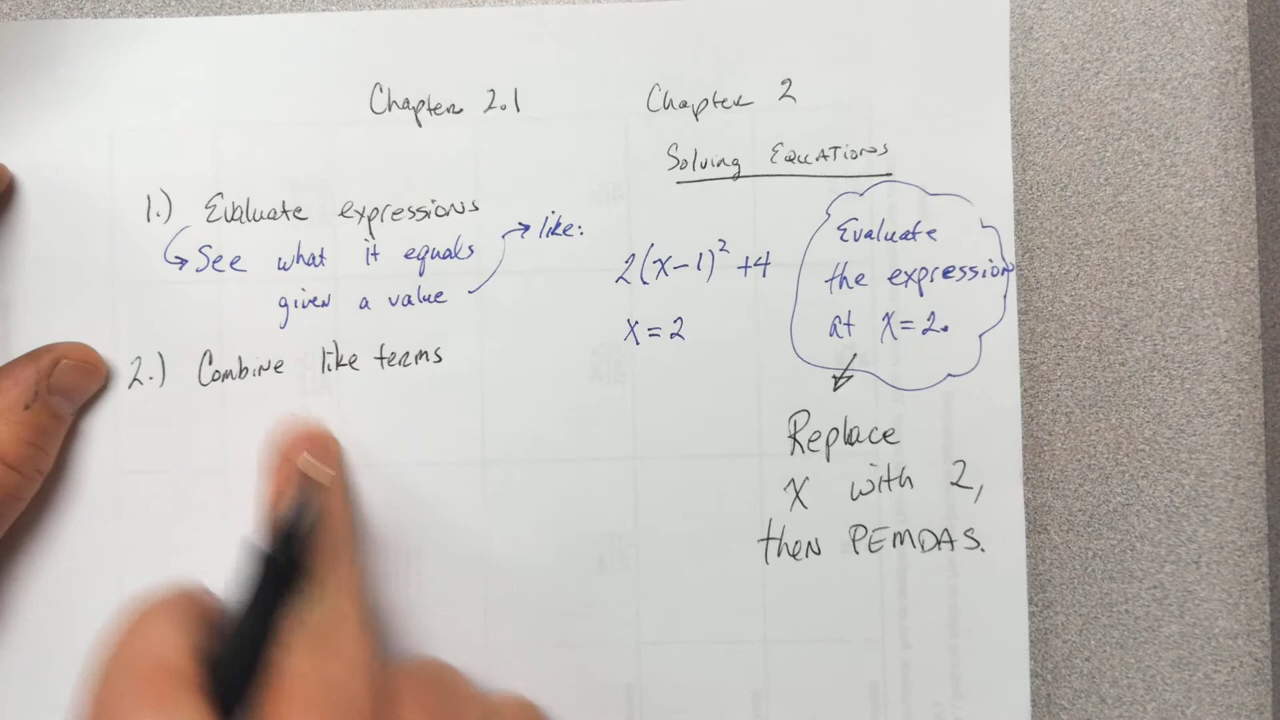 Chapter 2.1
Chapter 2
Solving Equations
1.) Evaluate expressions
See what it equals
given a value
like:
2(x-1)²+4
x=2
Evaluate
the expression
at x=2.
2.) Combine like terms
Replace
x with 2,
then PEMDAS.